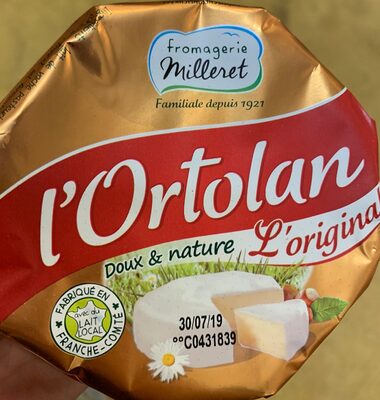 fromagerie
Milleret
Familiale depuis 1921
l'Ortolan
Doux & nature
L'origina
FABRIQUÉ EN
avec du
LAIT
LOCAL
FRANCHE-COMTÉ
30/07/19
°°C0431839